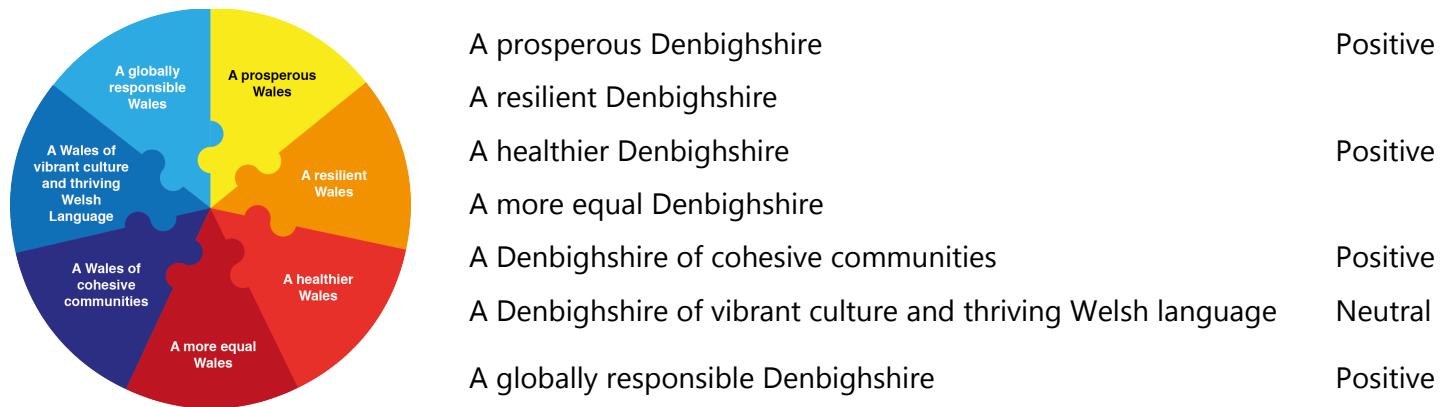 A globally
responsible
Wales
A prosperous
Wales
A resilient
Wales
A healthier
Wales
A more equal
Wales
A Wales of
cohesive
communities
A Wales of
vibrant culture
and thriving
Welsh
Language
A prosperous Denbighshire Positive
A resilient Denbighshire
A healthier Denbighshire Positive
A more equal Denbighshire
A Denbighshire of cohesive communities Positive
A Denbighshire of vibrant culture and thriving Welsh language Neutral
A globally responsible Denbighshire Positive